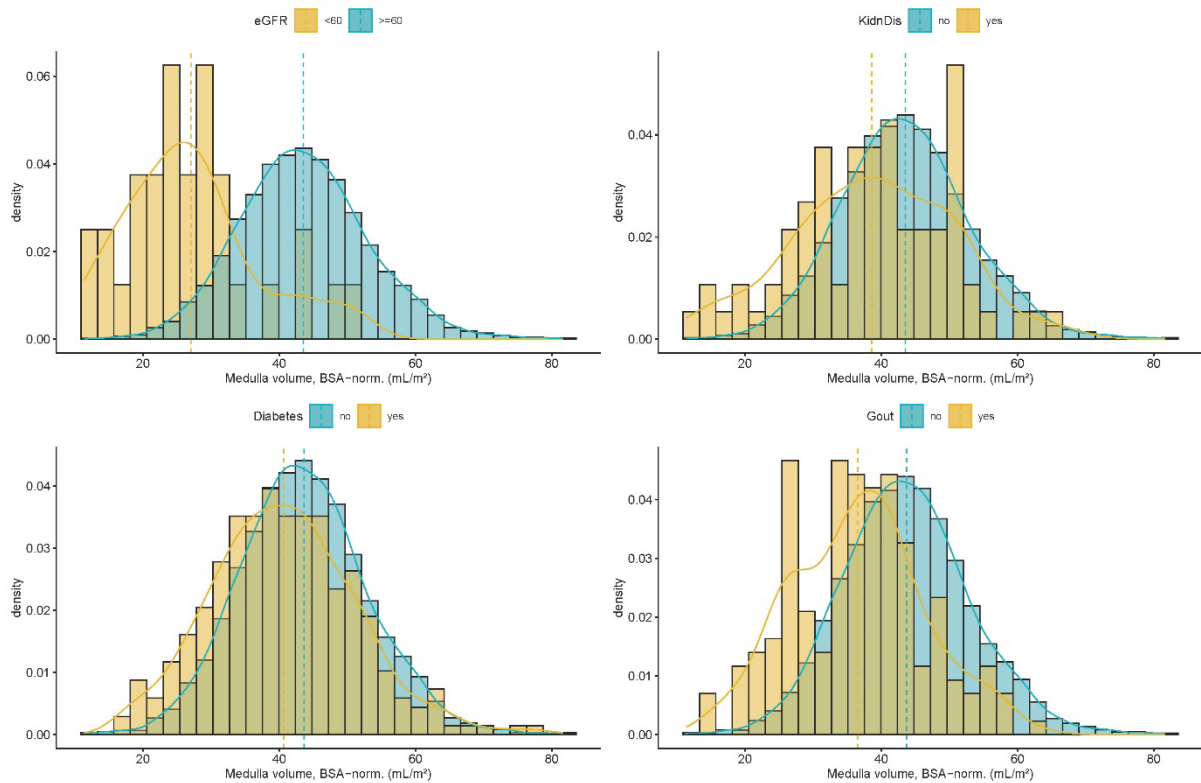 eGFR <60 >=60
density
0.06
0.04
0.02
0.00
20 40 60 80
Medulla volume, BSA−norm. (mL/m²)
KidnDis no yes
density
0.04
0.02
0.00
20 40 60 80
Medulla volume, BSA−norm. (mL/m²)
Diabetes no yes
density
0.04
0.03
0.02
0.01
0.00
20 40 60 80
Medulla volume, BSA−norm. (mL/m²)
Gout no yes
density
0.04
0.03
0.02
0.01
0.00
20 40 60 80
Medulla volume, BSA−norm. (mL/m²)